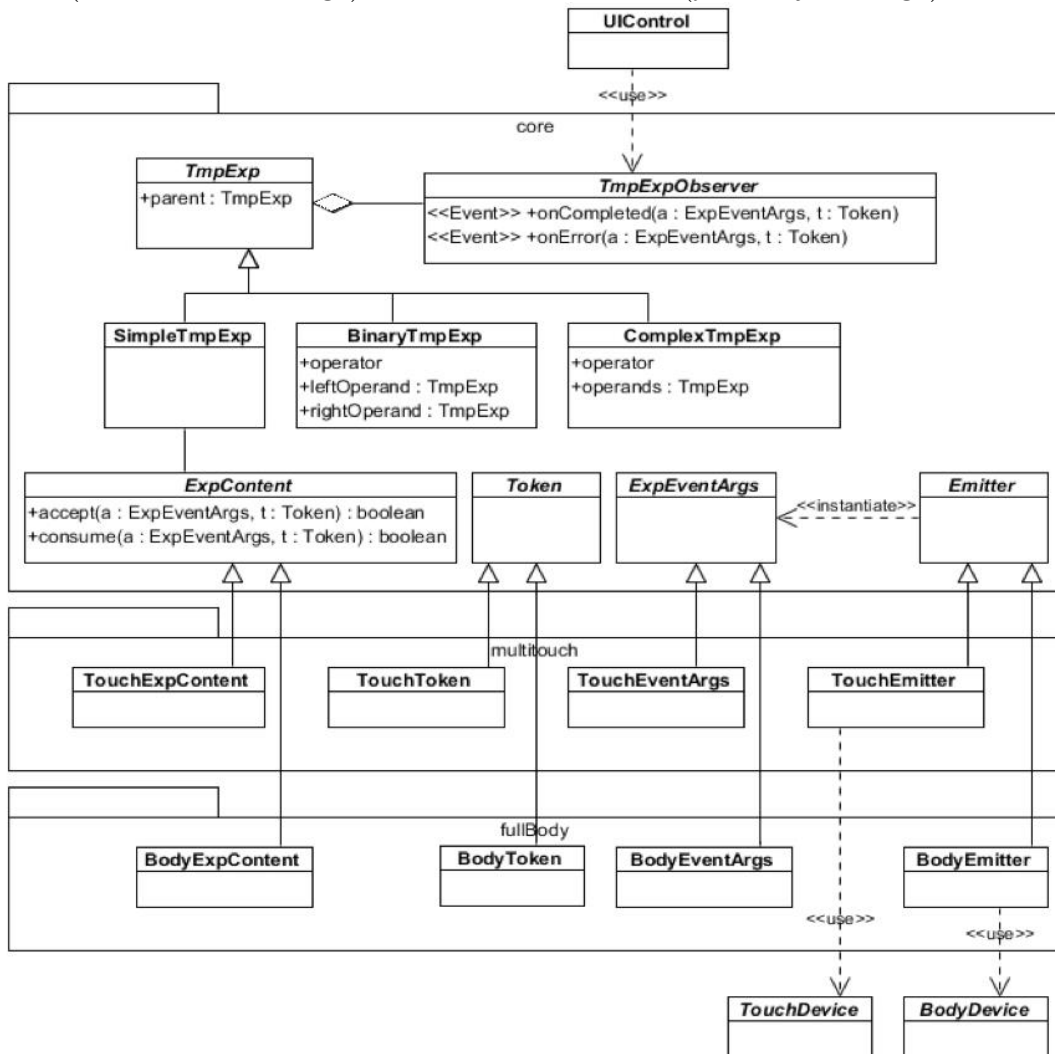 UIControl
<<use>>
core
TmpExp
+parent : TmpExp
TmpExpObserver
<<Event>> +onCompleted(a : ExpEventArgs, t : Token)
<<Event>> +onError(a : ExpEventArgs, t : Token)
SimpleTmpExp
BinaryTmpExp
+operator
+leftOperand : TmpExp
+rightOperand : TmpExp
ComplexTmpExp
+operator
+operands : TmpExp
ExpContent
+accept(a : ExpEventArgs, t : Token) : boolean
+consume(a : ExpEventArgs, t : Token) : boolean
Token
ExpEventArgs
<<instantiate>>
Emitter
multitouch
TouchExpContent
TouchToken
TouchEventArgs
TouchEmitter
fullBody
BodyExpContent
BodyToken
BodyEventArgs
BodyEmitter
<<use>>
<<use>>
TouchDevice
BodyDevice